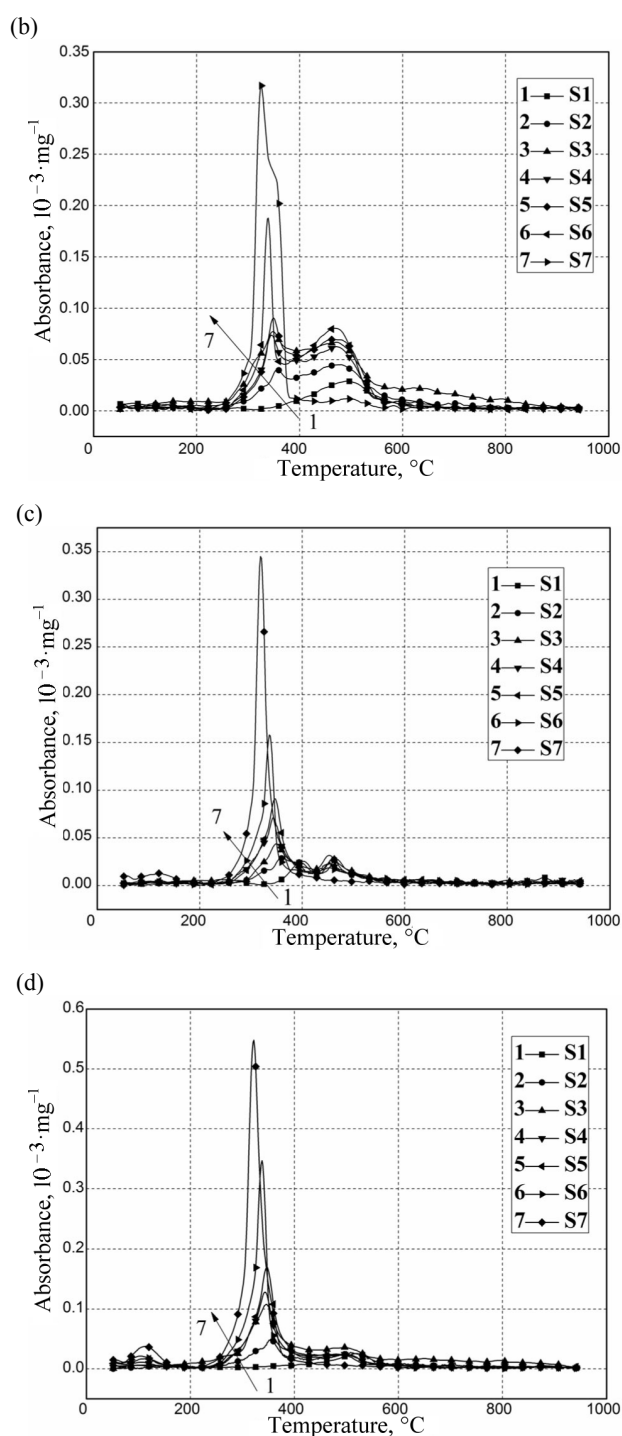 (b)
0.35
0.30
0.25
0.20
0.15
0.10
0.05
0.00
Absorbance, 10⁻³·mg⁻¹
1 S1
2 S2
3 S3
4 S4
5 S5
6 S6
7 S7
7
1
0 200 400 600 800 1000
Temperature, °C
(c)
0.35
0.30
0.25
0.20
0.15
0.10
0.05
0.00
Absorbance, 10⁻³·mg⁻¹
1 S1
2 S2
3 S3
4 S4
5 S5
6 S6
7 S7
7
1
0 200 400 600 800 1000
Temperature, °C
(d)
0.6
0.5
0.4
0.3
0.2
0.1
0.0
Absorbance, 10⁻³·mg⁻¹
1 S1
2 S2
3 S3
4 S4
5 S5
6 S6
7 S7
7
1
0 200 400 600 800 1000
Temperature, °C